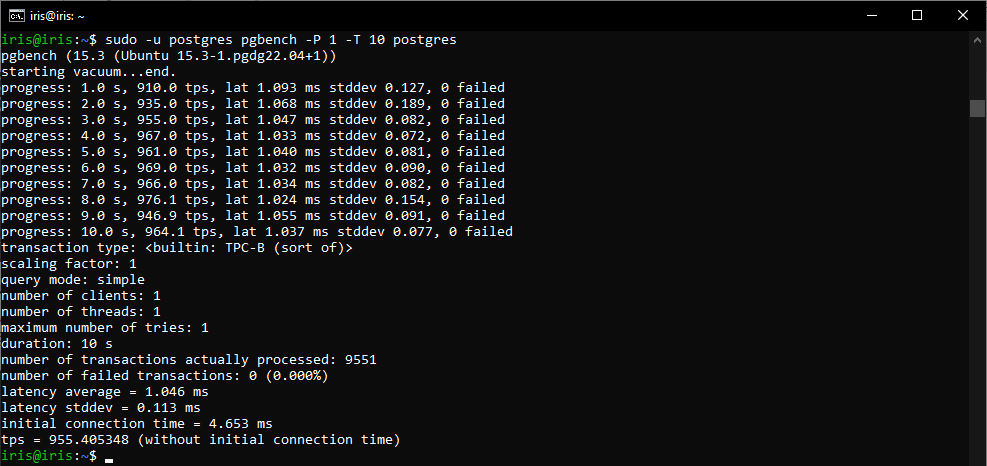 iris@iris: ~
iris@iris:~$ sudo -u postgres pgbench -P 1 -T 10 postgres
pgbench (15.3 (Ubuntu 15.3-1.pgdg22.04+1))
starting vacuum...end.
progress: 1.0 s, 910.0 tps, lat 1.093 ms stddev 0.127, 0 failed
progress: 2.0 s, 935.0 tps, lat 1.068 ms stddev 0.189, 0 failed
progress: 3.0 s, 955.0 tps, lat 1.047 ms stddev 0.082, 0 failed
progress: 4.0 s, 967.0 tps, lat 1.033 ms stddev 0.072, 0 failed
progress: 5.0 s, 961.0 tps, lat 1.040 ms stddev 0.081, 0 failed
progress: 6.0 s, 969.0 tps, lat 1.032 ms stddev 0.090, 0 failed
progress: 7.0 s, 966.0 tps, lat 1.034 ms stddev 0.082, 0 failed
progress: 8.0 s, 976.1 tps, lat 1.024 ms stddev 0.154, 0 failed
progress: 9.0 s, 946.9 tps, lat 1.055 ms stddev 0.091, 0 failed
progress: 10.0 s, 964.1 tps, lat 1.037 ms stddev 0.077, 0 failed
transaction type: <builtin: TPC-B (sort of)>
scaling factor: 1
query mode: simple
number of clients: 1
number of threads: 1
maximum number of tries: 1
duration: 10 s
number of transactions actually processed: 9551
number of failed transactions: 0 (0.000%)
latency average = 1.046 ms
latency stddev = 0.113 ms
initial connection time = 4.653 ms
tps = 955.405348 (without initial connection time)
iris@iris:~$